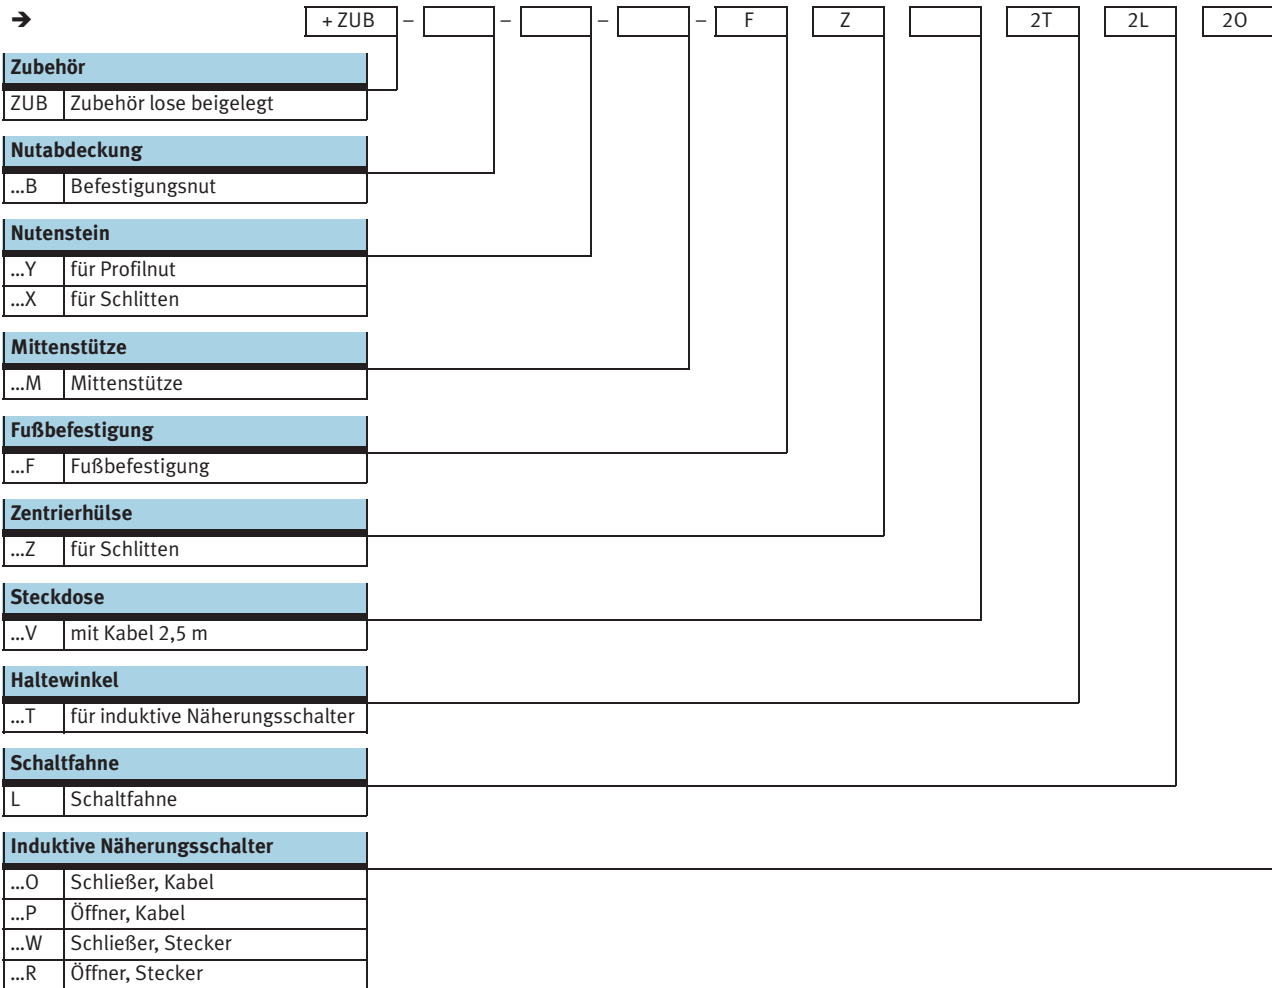 ➔ + ZUB – – – – F Z 2T 2L 2O
Zubehör
ZUB Zubehör lose beigelegt
Nutabdeckung
...B Befestigungsnut
Nutenstein
...Y für Profilnut
...X für Schlitten
Mittenstütze
...M Mittenstütze
Fußbefestigung
...F Fußbefestigung
Zentrierhülse
...Z für Schlitten
Steckdose
...V mit Kabel 2,5 m
Haltewinkel
...T für induktive Näherungsschalter
Schaltfahne
L Schaltfahne
Induktive Näherungsschalter
...O Schließer, Kabel
...P Öffner, Kabel
...W Schließer, Stecker
...R Öffner, Stecker